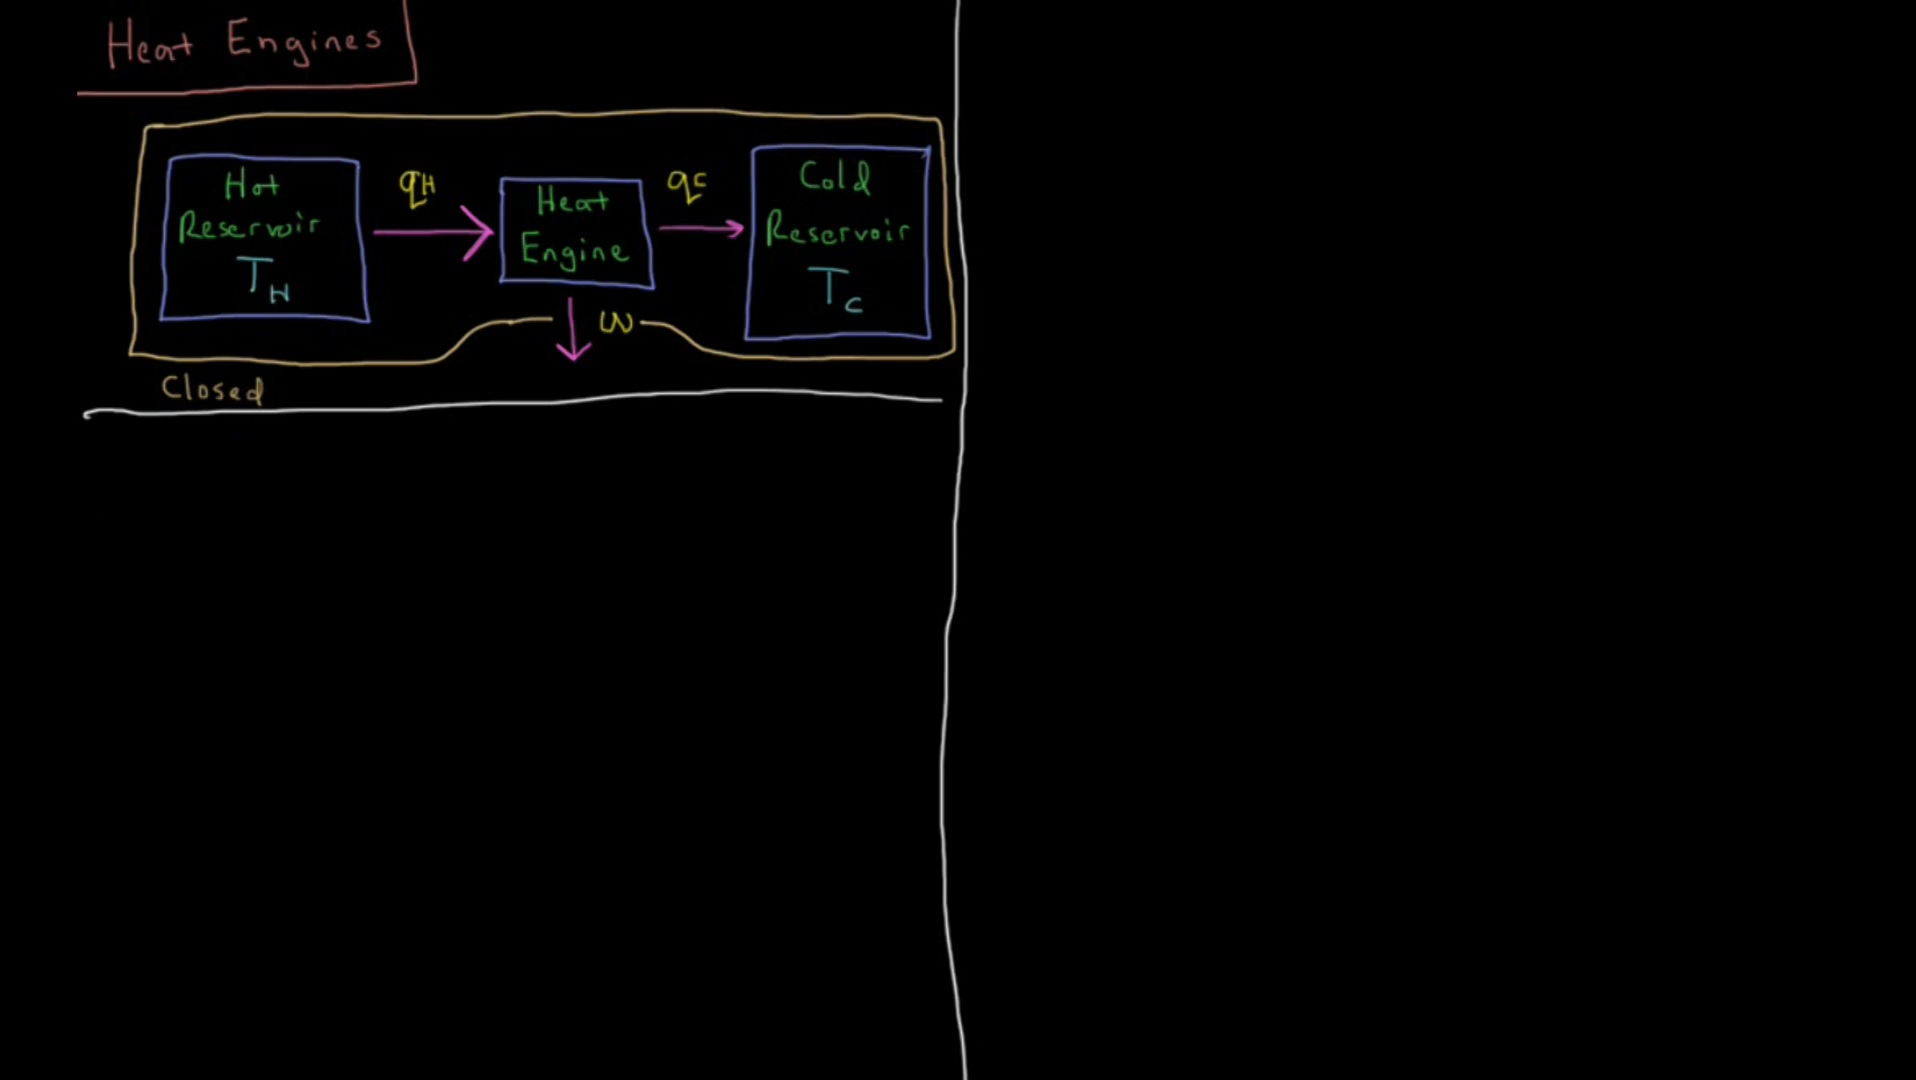 Heat Engines
Hot
Reservoir
T_H
q_H
Heat
Engine
q_C
Cold
Reservoir
T_C
w
Closed